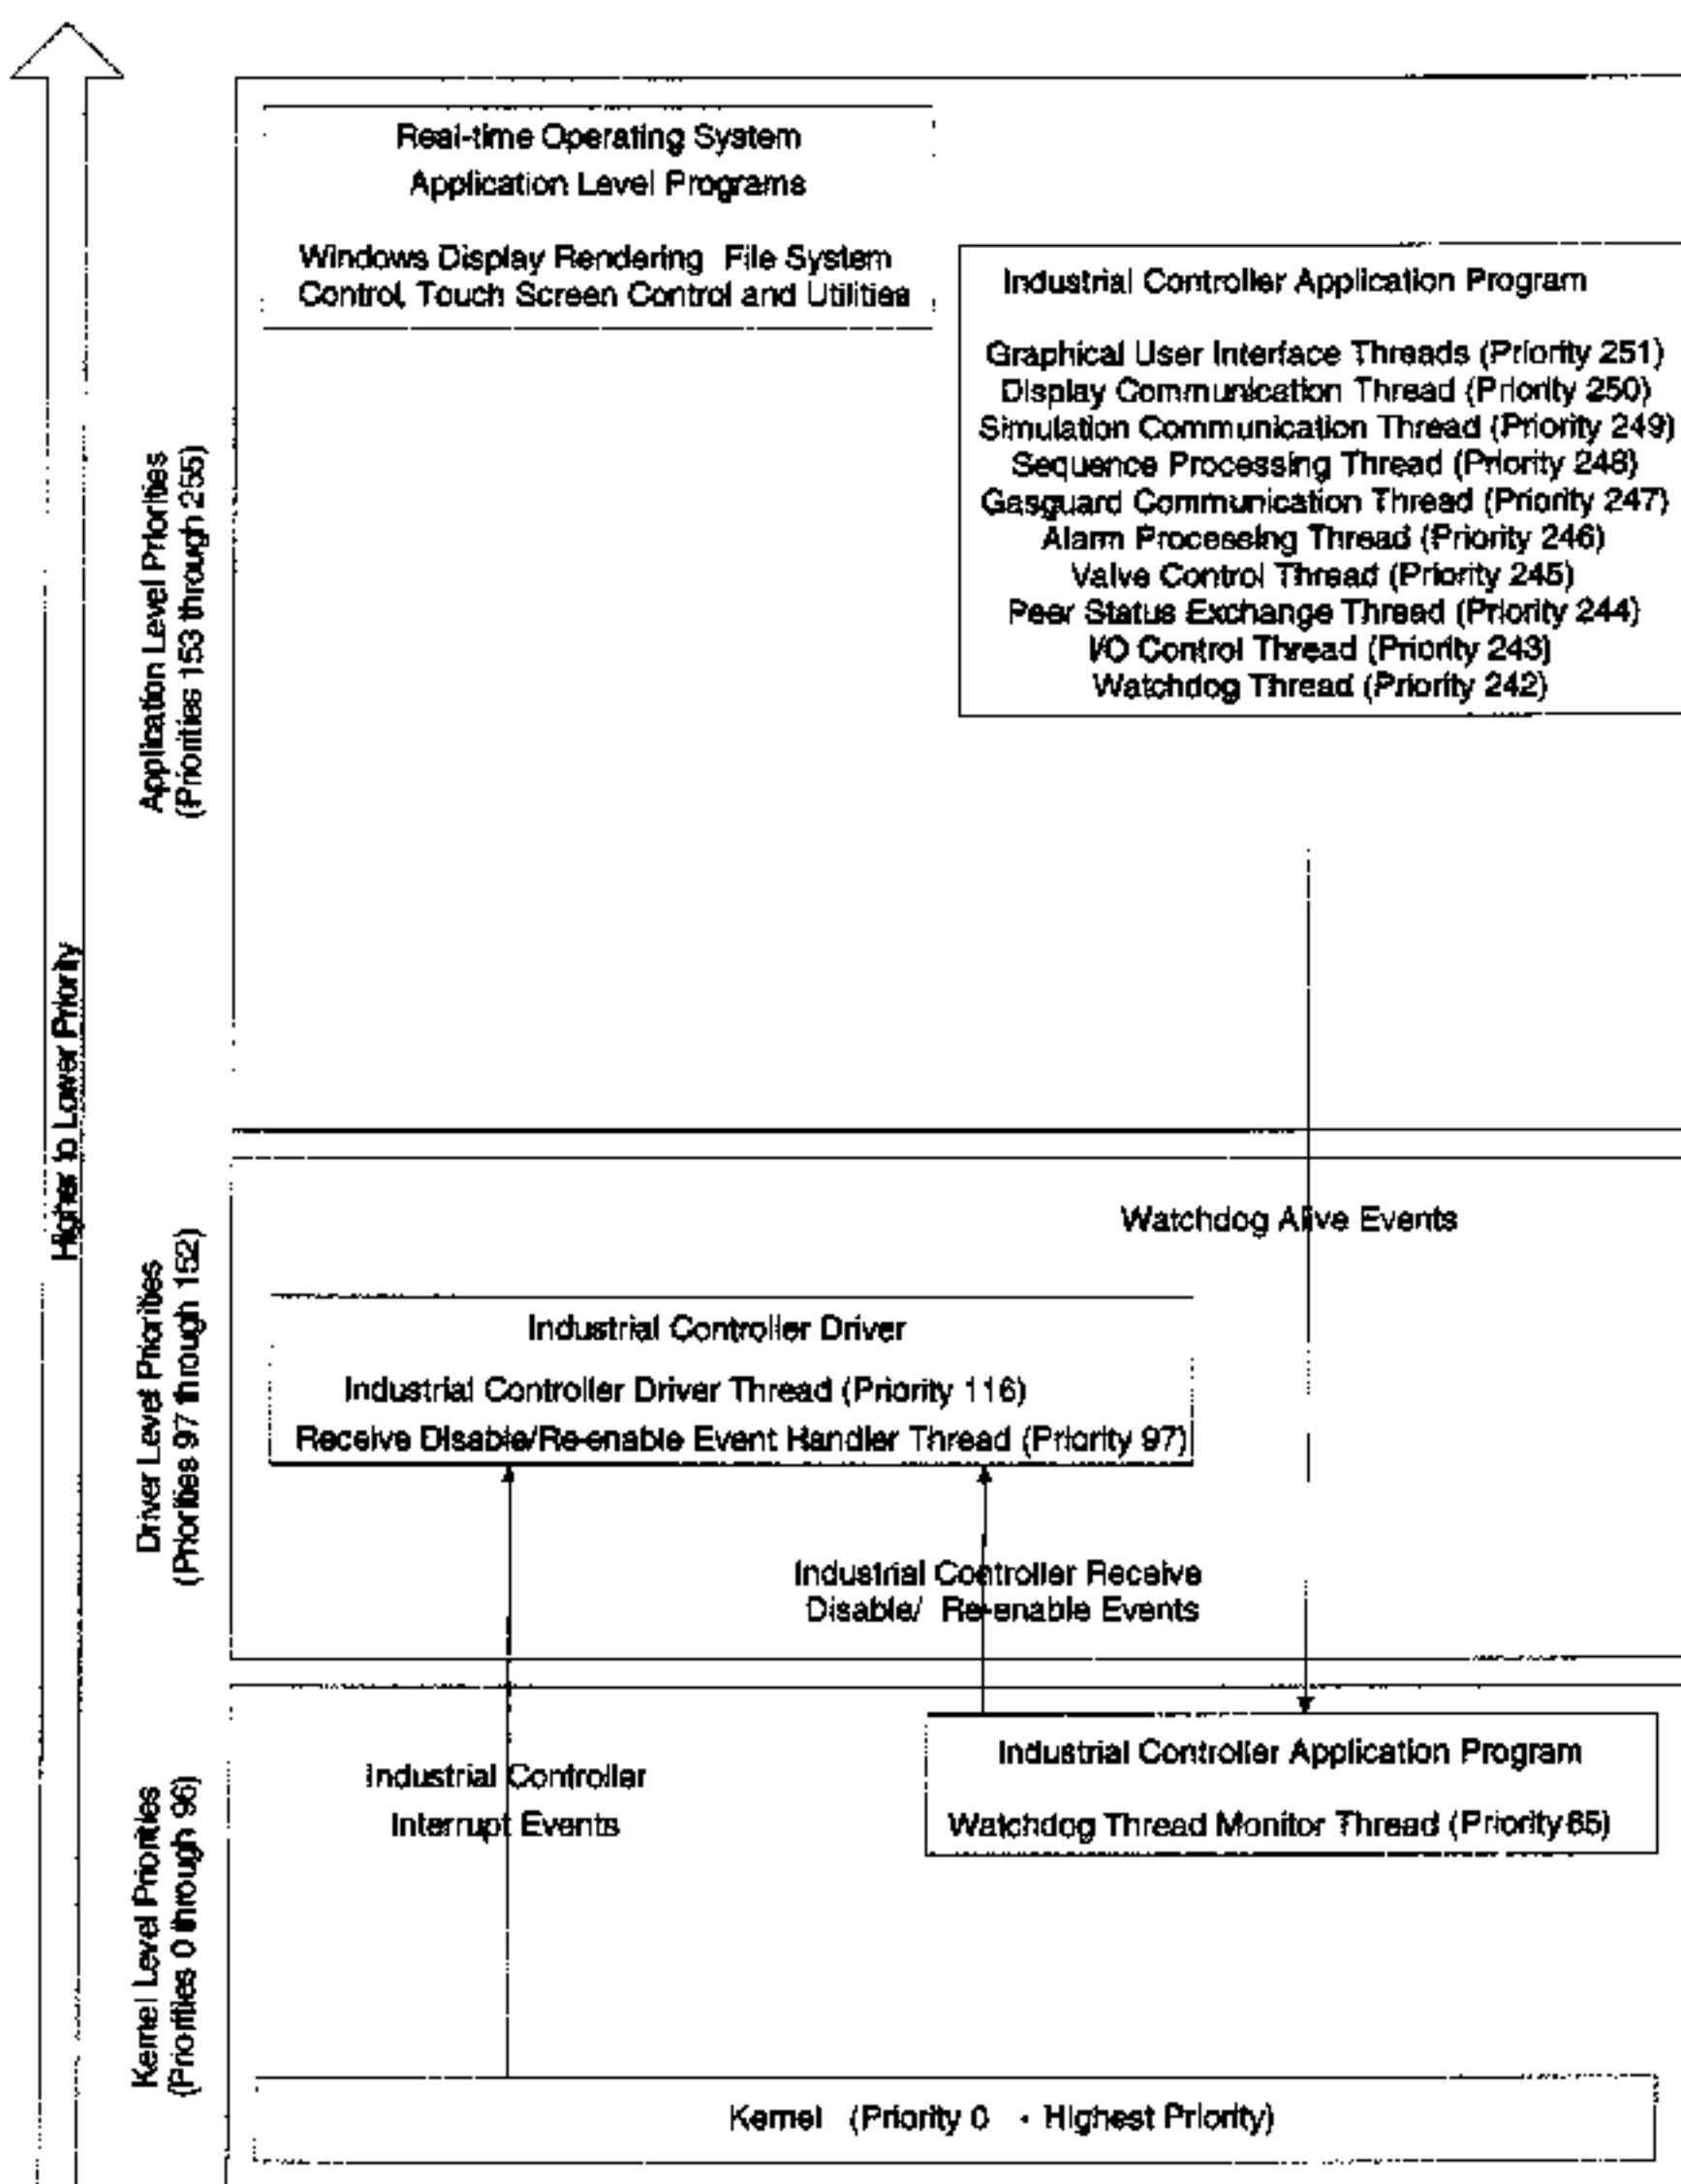 Real-time Operating System
Application Level Programs
Windows Display Rendering File System
Control, Touch Screen Control and Utilities
Industrial Controller Application Program
Graphical User Interface Threads (Priority 251)
Display Communication Thread (Priority 250)
Simulation Communication Thread (Priority 249)
Sequence Processing Thread (Priority 248)
Gasguard Communication Thread (Priority 247)
Alarm Processing Thread (Priority 246)
Valve Control Thread (Priority 245)
Peer Status Exchange Thread (Priority 244)
I/O Control Thread (Priority 243)
Watchdog Thread (Priority 242)
Application Level Priorities
(Priorities 153 through 255)
Higher to Lower Priority
Watchdog Alive Events
Industrial Controller Driver
Industrial Controller Driver Thread (Priority 116)
Receive Disable/Re-enable Event Handler Thread (Priority 97)
Driver Level Priorities
(Priorities 97 through 152)
Industrial Controller Receive
Disable/ Re-enable Events
Industrial Controller Application Program
Watchdog Thread Monitor Thread (Priority 65)
Industrial Controller
Interrupt Events
Kernel Level Priorities
(Priorities 0 through 96)
Kernel (Priority 0 - Highest Priority)